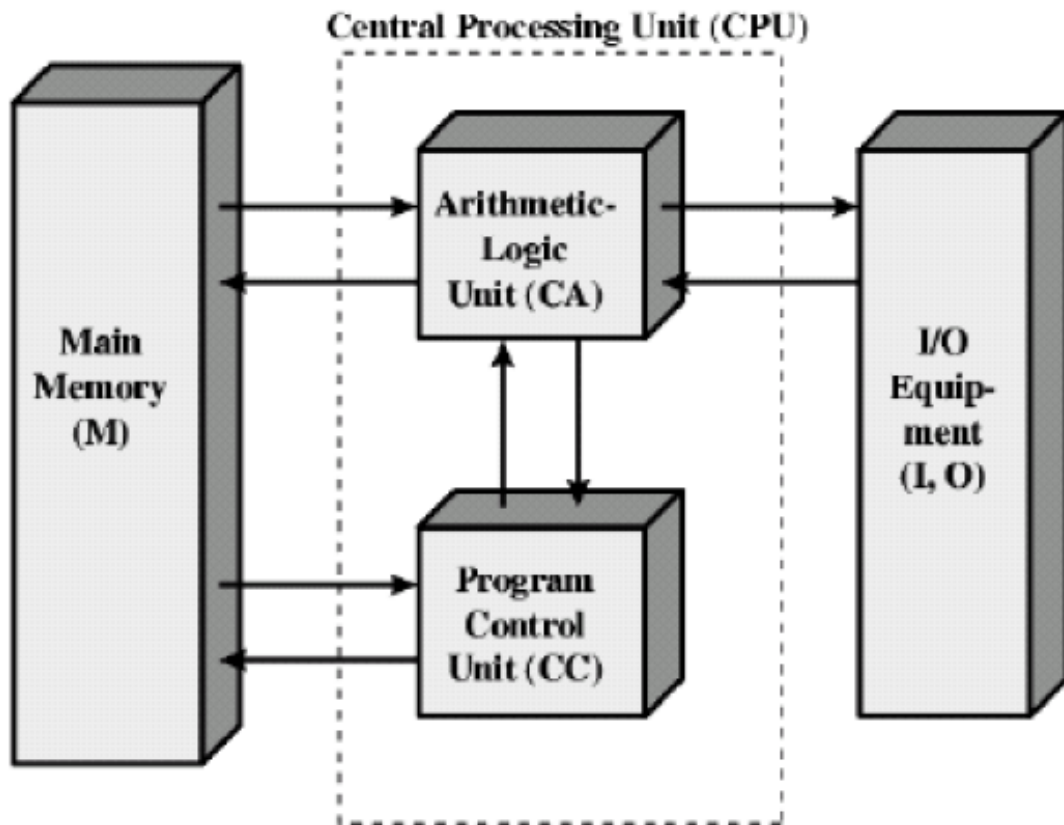 Central Processing Unit (CPU)
Main
Memory
(M)
Arithmetic-
Logic
Unit (CA)
Program
Control
Unit (CC)
I/O
Equip-
ment
(I, O)